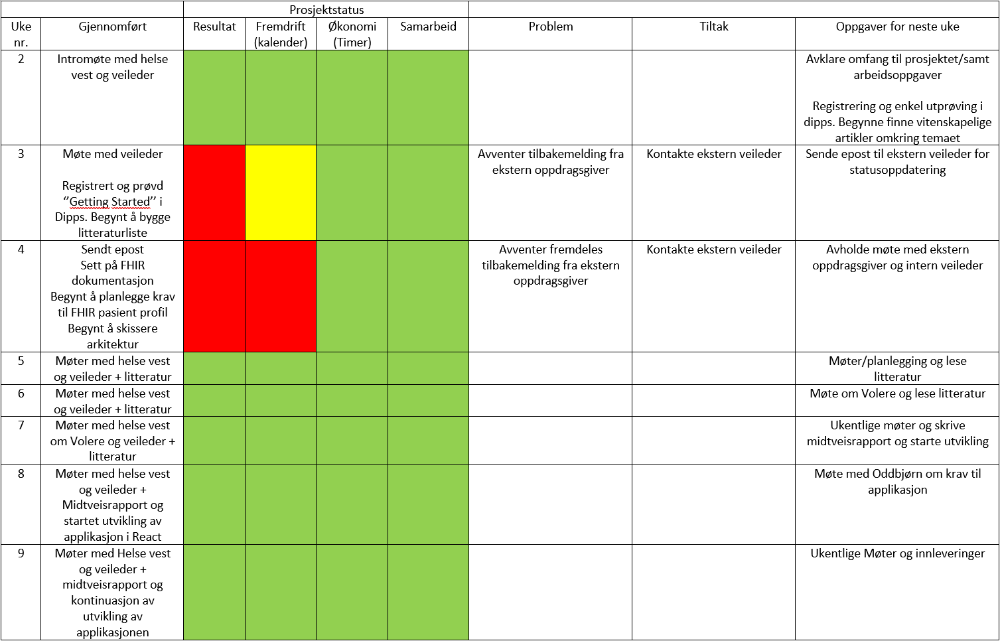 Prosjektstatus
Uke
nr.
Gjennomført
Resultat
Fremdrift
(kalender)
Økonomi
(Timer)
Samarbeid
Problem
Tiltak
Oppgaver for neste uke
2
Intromøte med helse
vest og veileder
Avklare omfang til prosjektet/samt
arbeidsoppgaver
Registrering og enkel utprøving i
dipps. Begynne finne vitenskapelige
artikler omkring temaet
3
Møte med veileder
Registrert og prøvd
’’Getting Started’’ i
Dipps. Begynt å bygge
litteraturliste
Avventer tilbakemelding fra
ekstern oppdragsgiver
Kontakte ekstern veileder
Sende epost til ekstern veileder for
statusoppdatering
4
Sendt epost
Sett på FHIR
dokumentasjon
Begynt å planlegge krav
til FHIR pasient profil
Begynt å skissere
arkitektur
Avventer fremdeles
tilbakemelding fra ekstern
oppdragsgiver
Kontakte ekstern veileder
Avholde møte med ekstern
oppdragsgiver og intern veileder
5
Møter med helse vest
og veileder + litteratur
Møter/planlegging og lese
litteratur
6
Møter med helse vest
og veileder + litteratur
Møte om Volere og lese litteratur
7
Møter med helse vest
om Volere og veileder +
litteratur
Ukentlige møter og skrive
midtveisrapport og starte utvikling
8
Møter med helse vest
og veileder +
Midtveisrapport og
startet utvikling av
applikasjon i React
Møte med Oddbjørn om krav til
applikasjon
9
Møter med Helse vest
og veileder +
midtveisrapport og
kontinuasjon av
utvikling av
applikasjonen
Ukentlige Møter og innleveringer